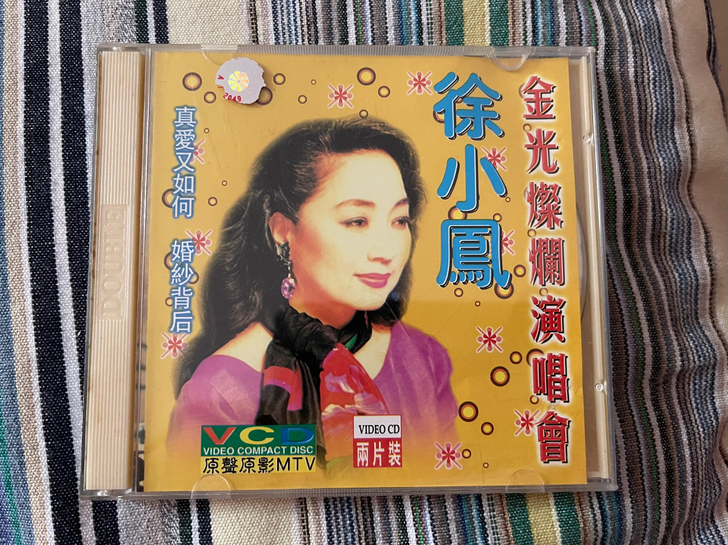 金光燦爛演唱會
徐小鳳
真愛又如何
婚紗背后
DOUBLE
VCD
VIDEO COMPACT DISC
原聲原影MTV
VIDEO CD
兩片裝